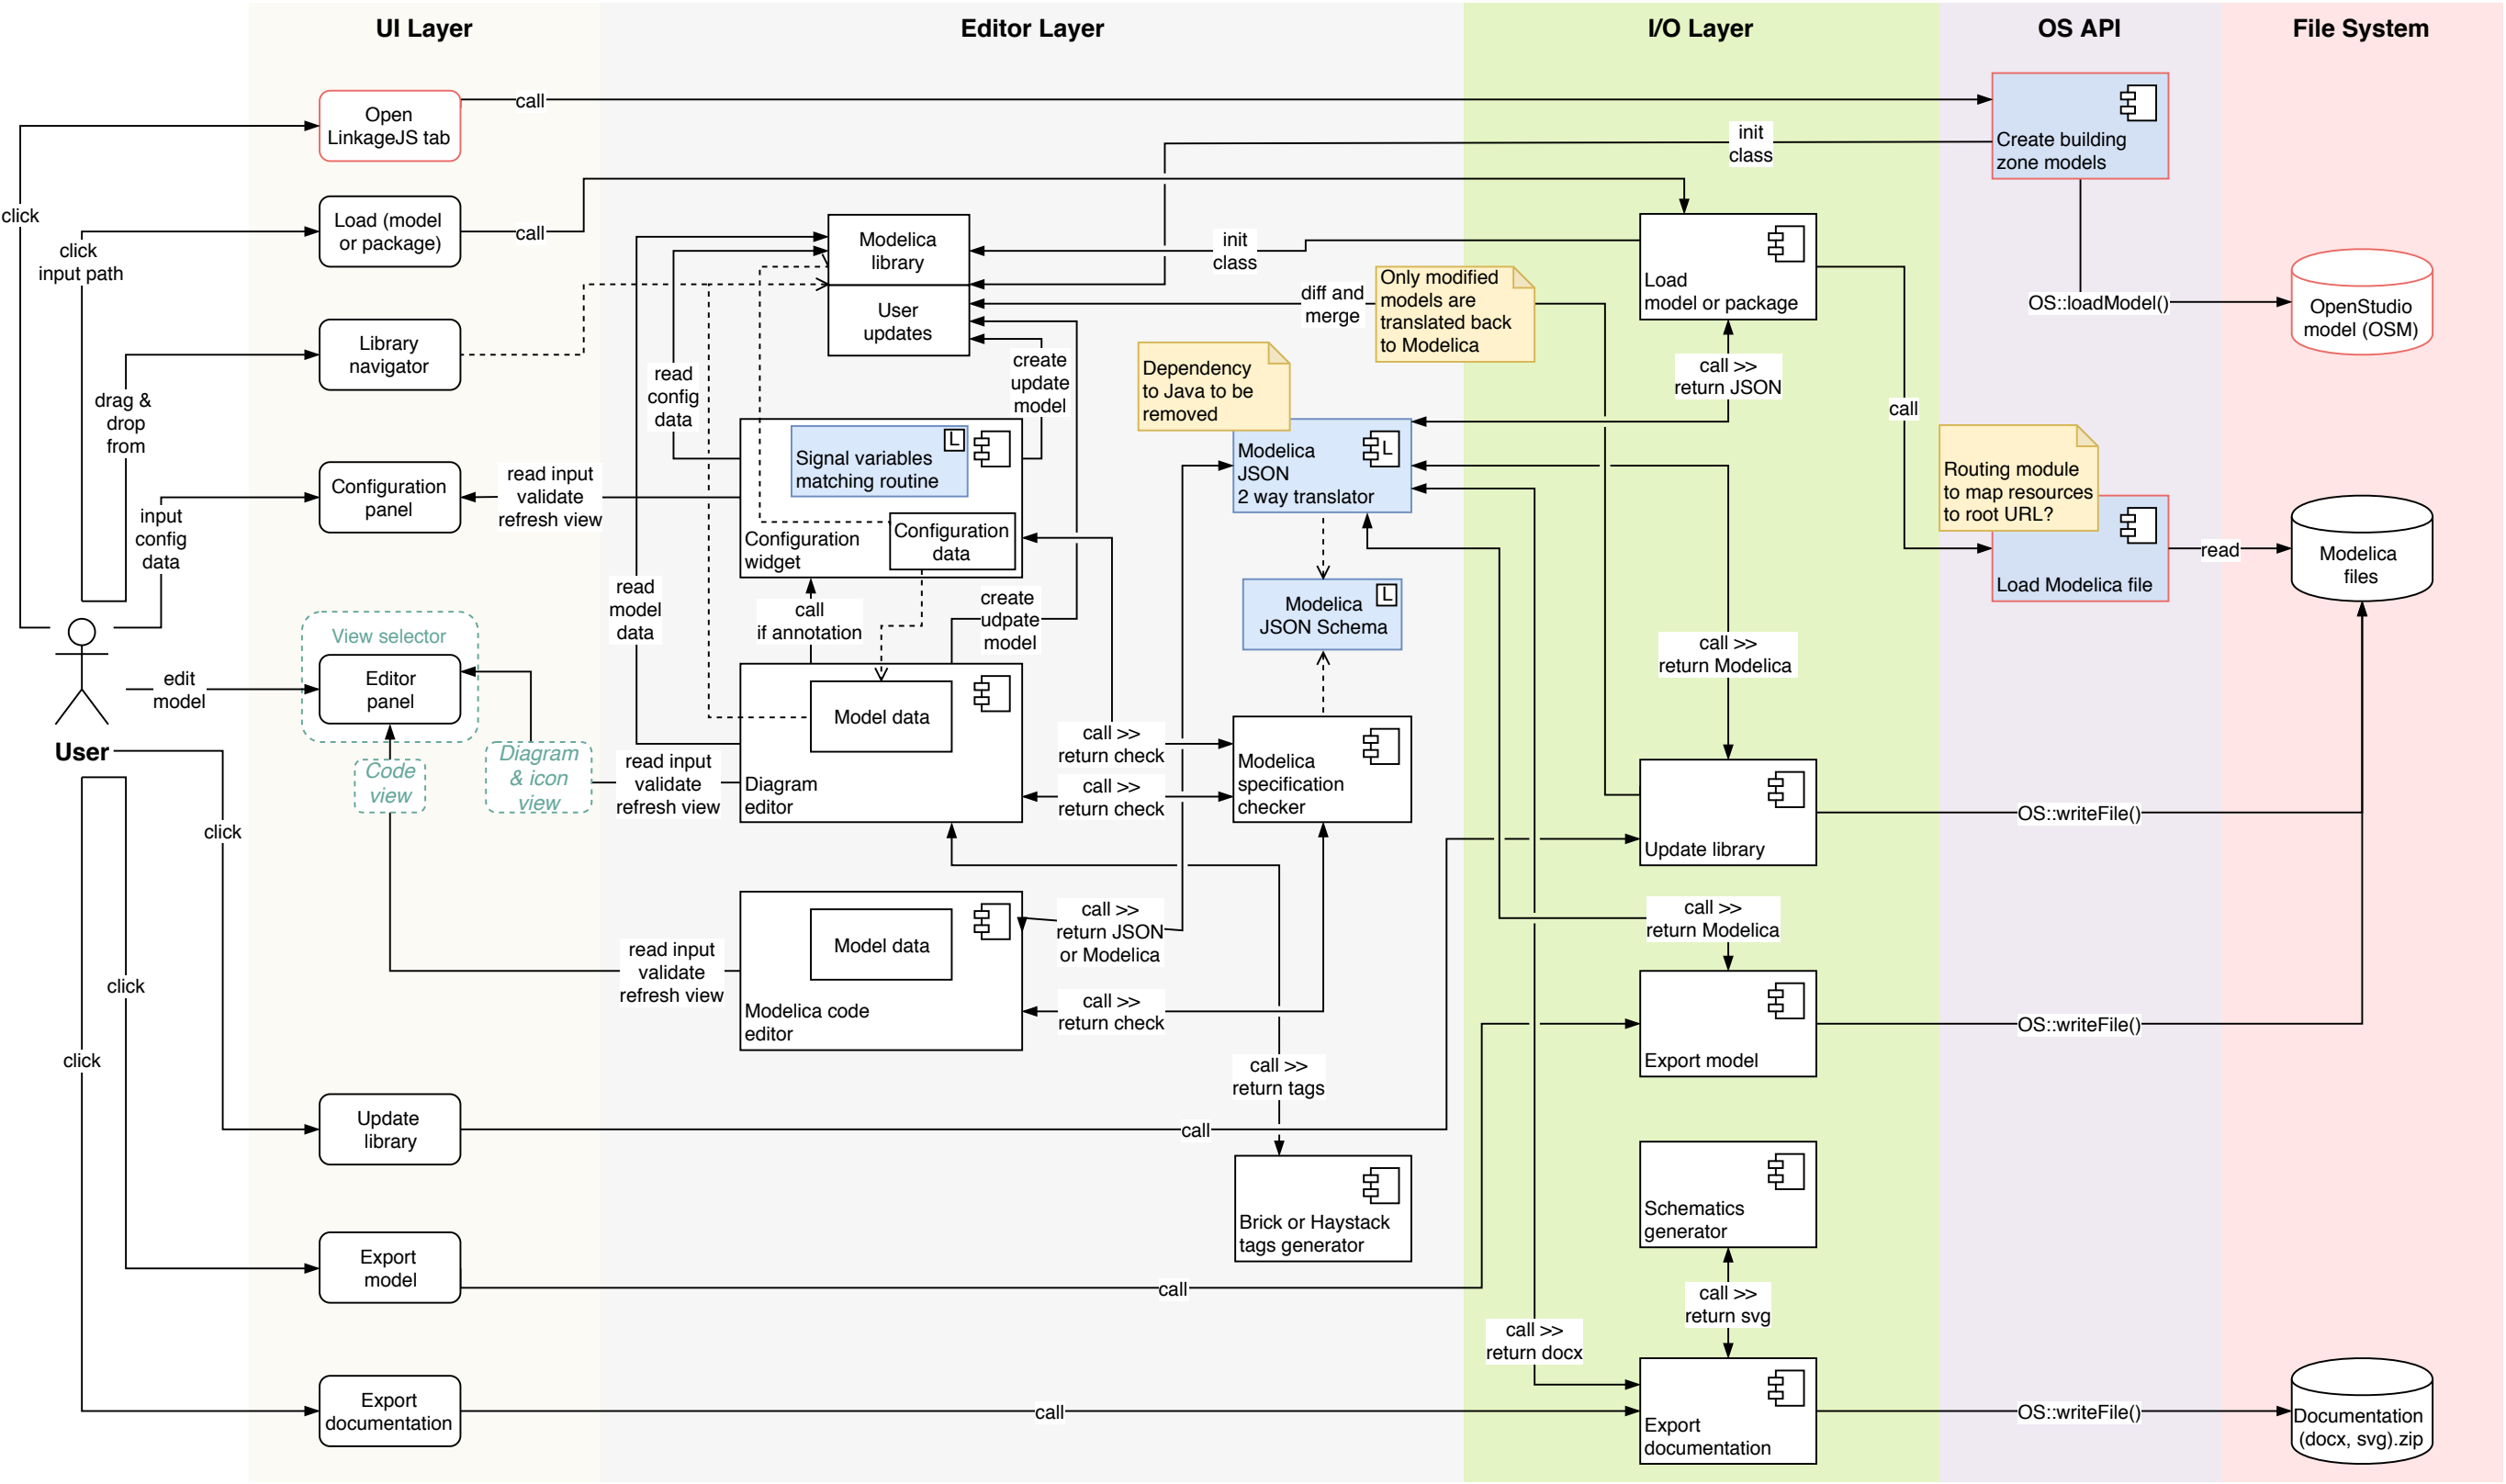 UI Layer
Editor Layer
I/O Layer
OS API
File System
Open
LinkageJS tab
call
Create building
zone models
init
class
click
Load (model
or package)
call
click
input path
Modelica
library
User
updates
init
class
Load
model or package
Only modified
models are
translated back
to Modelica
diff and
merge
OS::loadModel()
OpenStudio
model (OSM)
Library
navigator
drag &
drop
from
read
config
data
create
update
model
Dependency
to Java to be
removed
call >>
return JSON
call
Configuration
panel
read input
validate
refresh view
Signal variables
matching routine
L
Configuration
widget
Configuration
data
Modelica
JSON
2 way translator
L
Routing module
to map resources
to root URL?
Load Modelica file
read
Modelica
files
input
config
data
read
model
data
call
if annotation
create
udpate
model
Modelica
JSON Schema
L
View selector
Editor
panel
edit
model
User
Code
view
Diagram
& icon
view
read input
validate
refresh view
Model data
Diagram
editor
call >>
return check
call >>
return check
Modelica
specification
checker
call >>
return Modelica
Update library
OS::writeFile()
click
click
click
read input
validate
refresh view
Model data
Modelica code
editor
call >>
return JSON
or Modelica
call >>
return check
call >>
return Modelica
Export model
OS::writeFile()
call >>
return tags
Update
library
call
Brick or Haystack
tags generator
Schematics
generator
Export
model
call
call >>
return svg
call >>
return docx
Export
documentation
call
Export
documentation
OS::writeFile()
Documentation
(docx, svg).zip